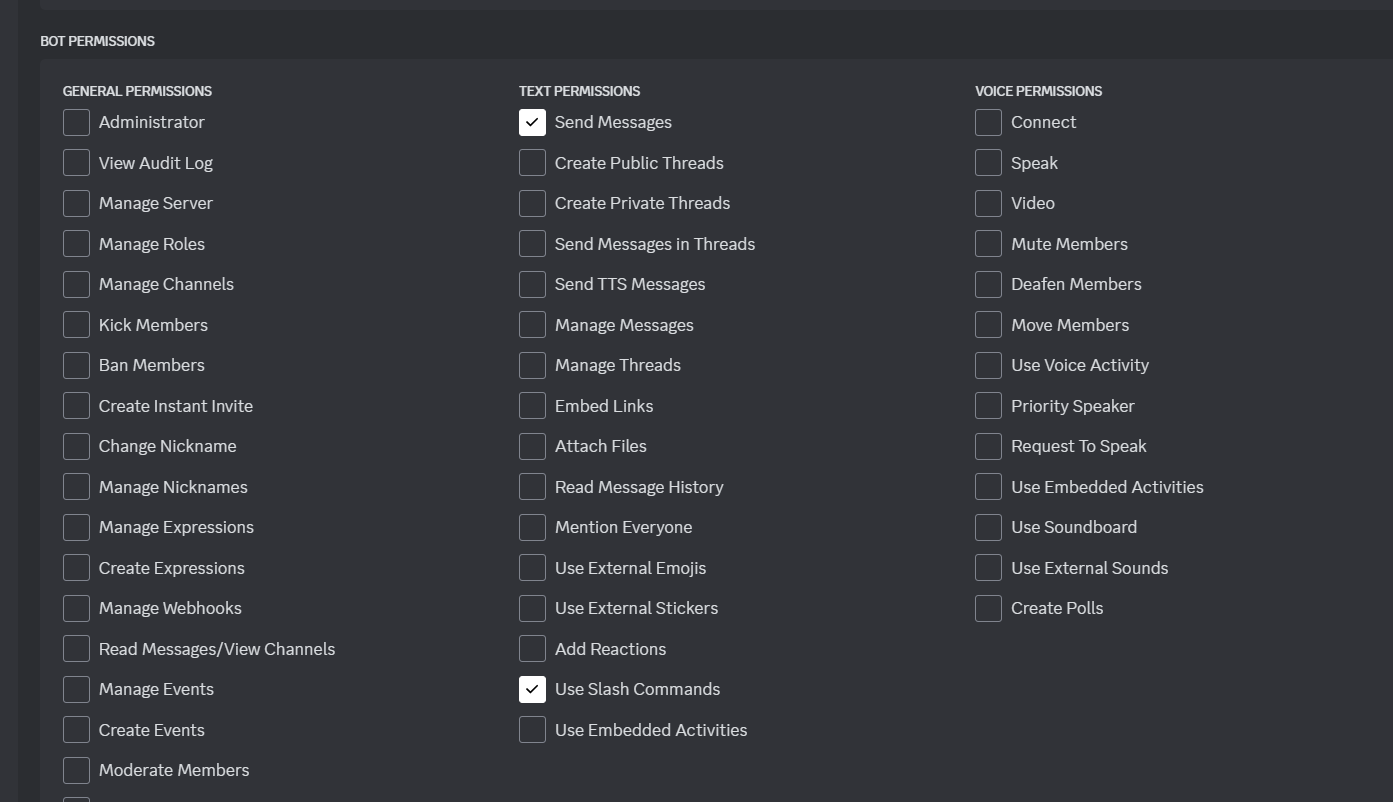 BOT PERMISSIONS
GENERAL PERMISSIONS
Administrator
View Audit Log
Manage Server
Manage Roles
Manage Channels
Kick Members
Ban Members
Create Instant Invite
Change Nickname
Manage Nicknames
Manage Expressions
Create Expressions
Manage Webhooks
Read Messages/View Channels
Manage Events
Create Events
Moderate Members
TEXT PERMISSIONS
Send Messages
Create Public Threads
Create Private Threads
Send Messages in Threads
Send TTS Messages
Manage Messages
Manage Threads
Embed Links
Attach Files
Read Message History
Mention Everyone
Use External Emojis
Use External Stickers
Add Reactions
Use Slash Commands
Use Embedded Activities
VOICE PERMISSIONS
Connect
Speak
Video
Mute Members
Deafen Members
Move Members
Use Voice Activity
Priority Speaker
Request To Speak
Use Embedded Activities
Use Soundboard
Use External Sounds
Create Polls